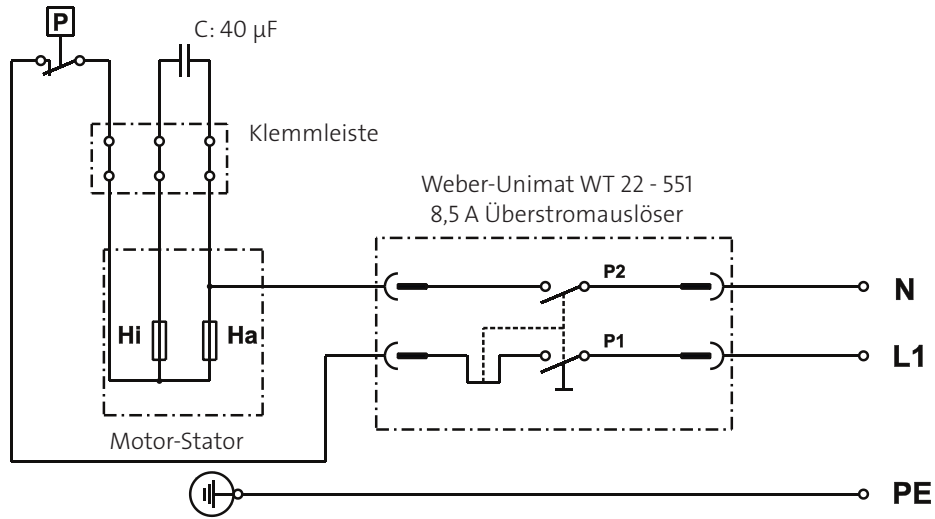 P
C: 40 µF
Klemmleiste
Weber-Unimat WT 22 - 551
8,5 A Überstromauslöser
P2
N
Hi
Ha
P1
L1
Motor-Stator
PE